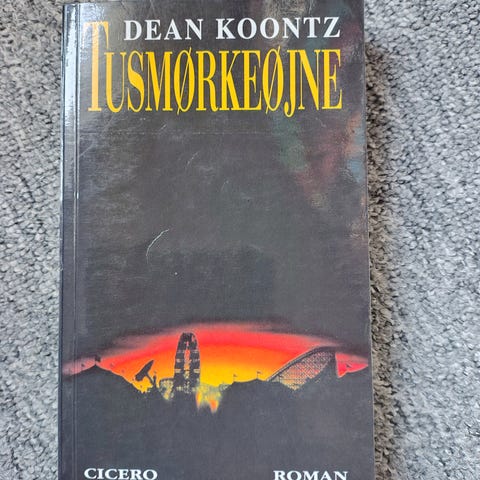 DEAN KOONTZ
TUSMØRKEØJNE
CICERO ROMAN